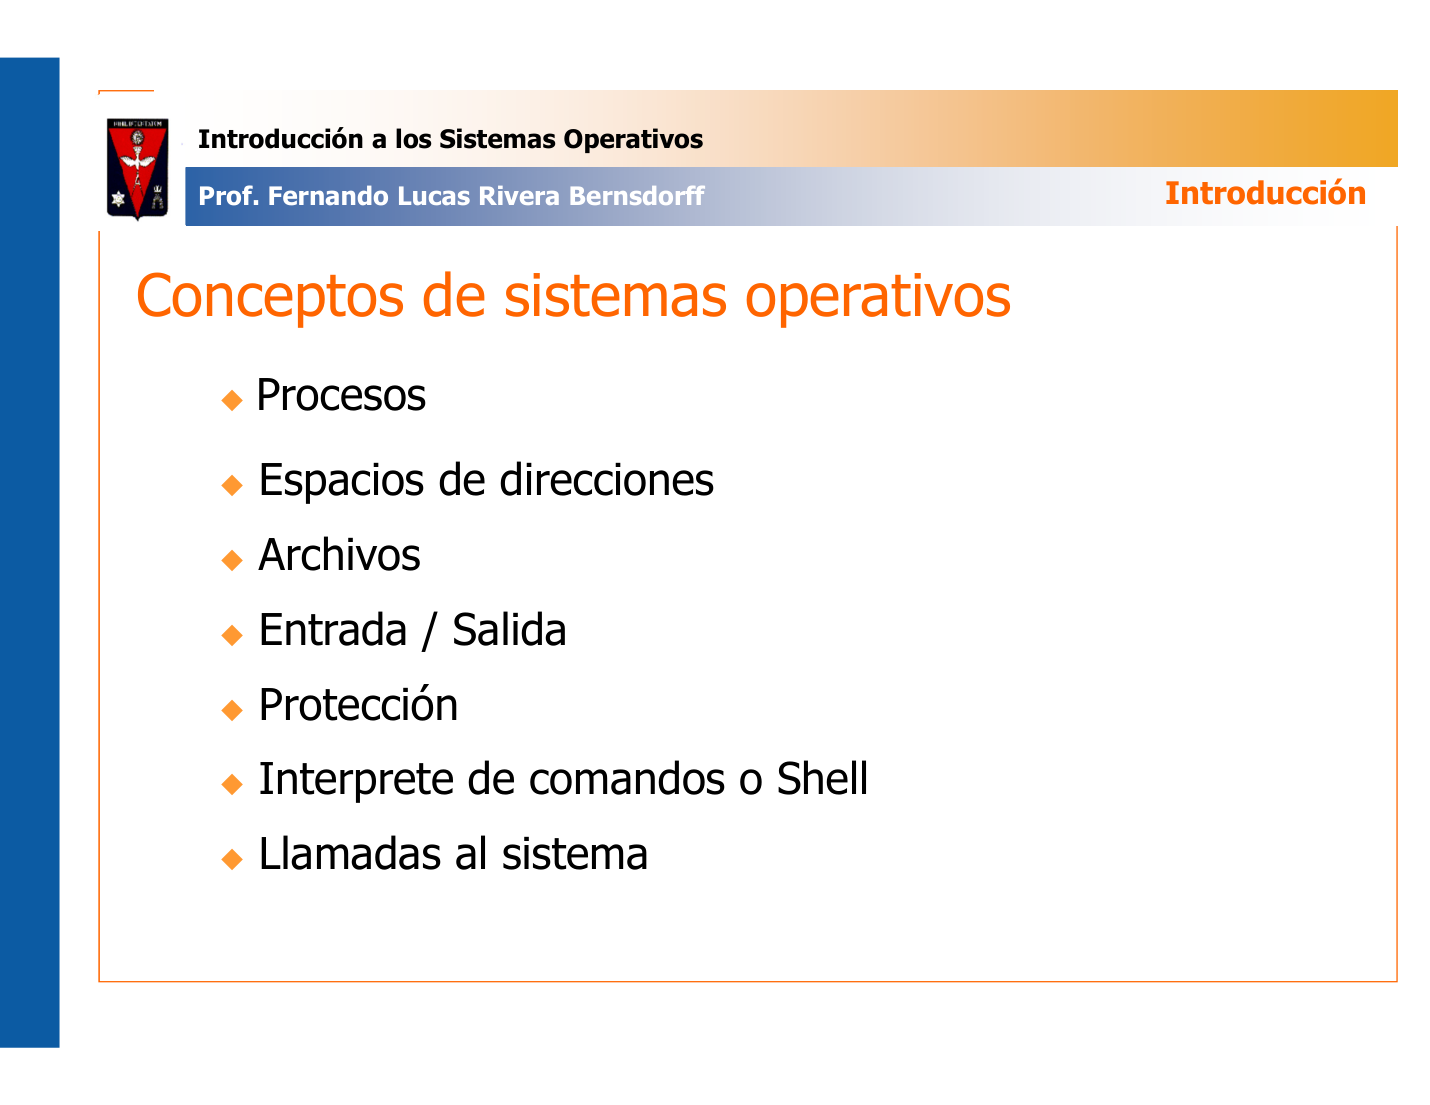 Introducción a los Sistemas Operativos
Prof. Fernando Lucas Rivera Bernsdorff
Introducción
Conceptos de sistemas operativos
Procesos
Espacios de direcciones
Archivos
Entrada / Salida
Protección
Interprete de comandos o Shell
Llamadas al sistema